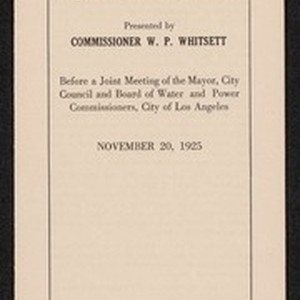 Presented by
COMMISSIONER W. P. WHITSETT
Before a Joint Meeting of the Mayor, City
Council and Board of Water and Power
Commissioners, City of Los Angeles
NOVEMBER 20, 1925